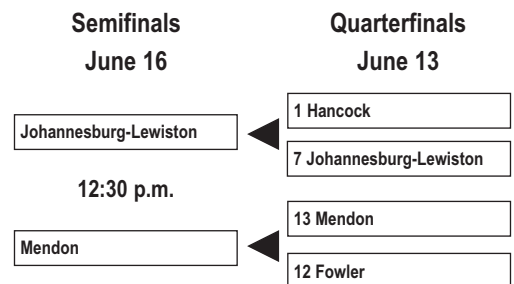 Semifinals
June 16
Quarterfinals
June 13
1 Hancock
Johannesburg-Lewiston
7 Johannesburg-Lewiston
12:30 p.m.
13 Mendon
Mendon
12 Fowler